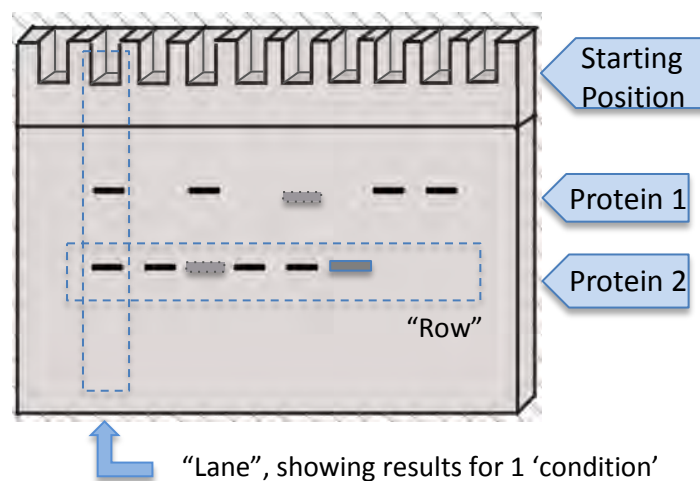 Starting
Position
Protein 1
Protein 2
“Row”
“Lane”, showing results for 1 ‘condition’